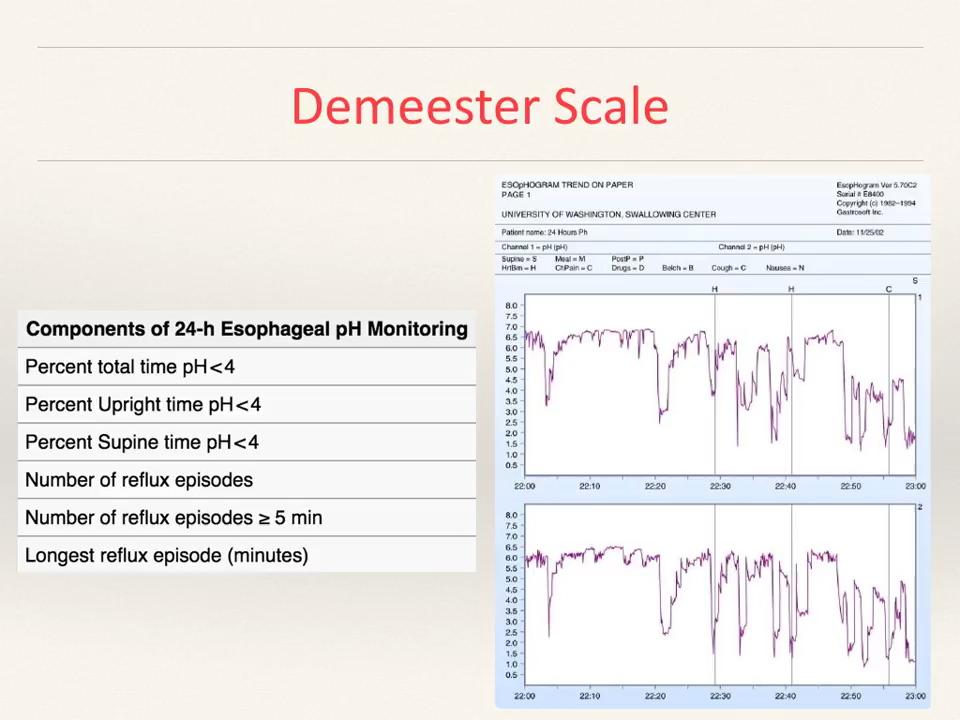 Demeester Scale
Components of 24-h Esophageal pH Monitoring
Percent total time pH<4
Percent Upright time pH<4
Percent Supine time pH<4
Number of reflux episodes
Number of reflux episodes ≥ 5 min
Longest reflux episode (minutes)
ESOpHOGRAM TREND ON PAPER
PAGE 1
UNIVERSITY OF WASHINGTON, SWALLOWING CENTER
EsopHogram Ver 5.70C2
Serial # E8400
Copyright (c) 1982–1994
Gastrosoft Inc.
Patient name: 24 Hours Ph Date: 11/25/02
Channel 1 = pH (pH) Channel 2 = pH (pH)
Supine = S Meal = M PostP = P
HrtBrn = H ChPain = C Drugs = D Belch = B Cough = C Nausea = N
S
H H C
1
8.0
7.5
7.0
6.5
6.0
5.5
5.0
4.5
4.0
3.5
3.0
2.5
2.0
1.5
1.0
0.5
22:00 22:10 22:20 22:30 22:40 22:50 23:00
2
8.0
7.5
7.0
6.5
6.0
5.5
5.0
4.5
4.0
3.5
3.0
2.5
2.0
1.5
1.0
0.5
22:00 22:10 22:20 22:30 22:40 22:50 23:00